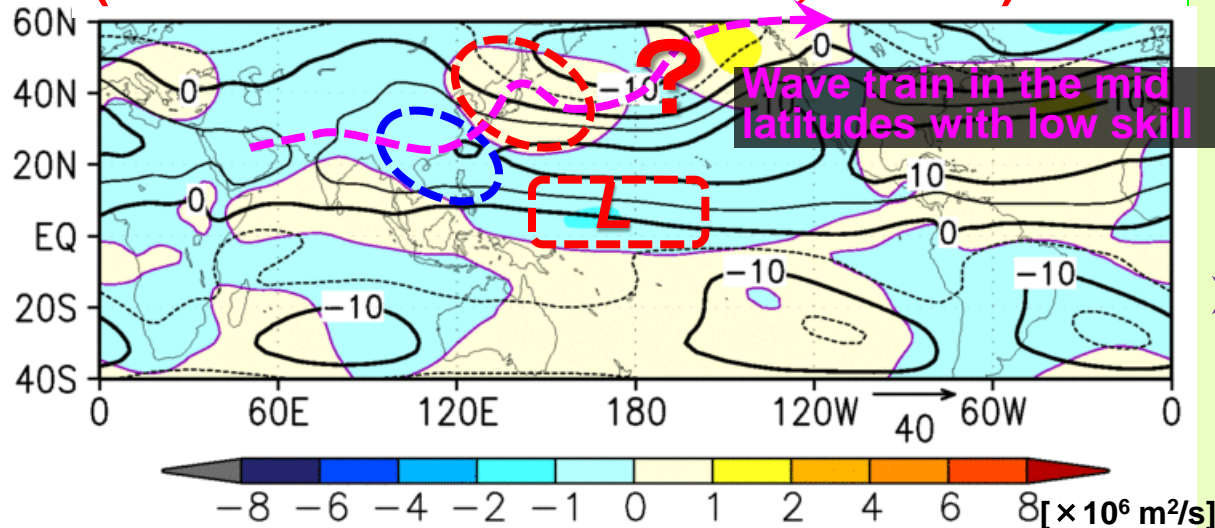 60N
0
0
?
-10
Wave train in the mid
latitudes with low skill
10
40N
20N
10
0
L
EQ
0
-10
-10
20S
-10
40S
0 60E 120E 180 120W 60W 0
40
-8 -6 -4 -2 -1 0 1 2 4 6 8 [×10⁶ m²/s]